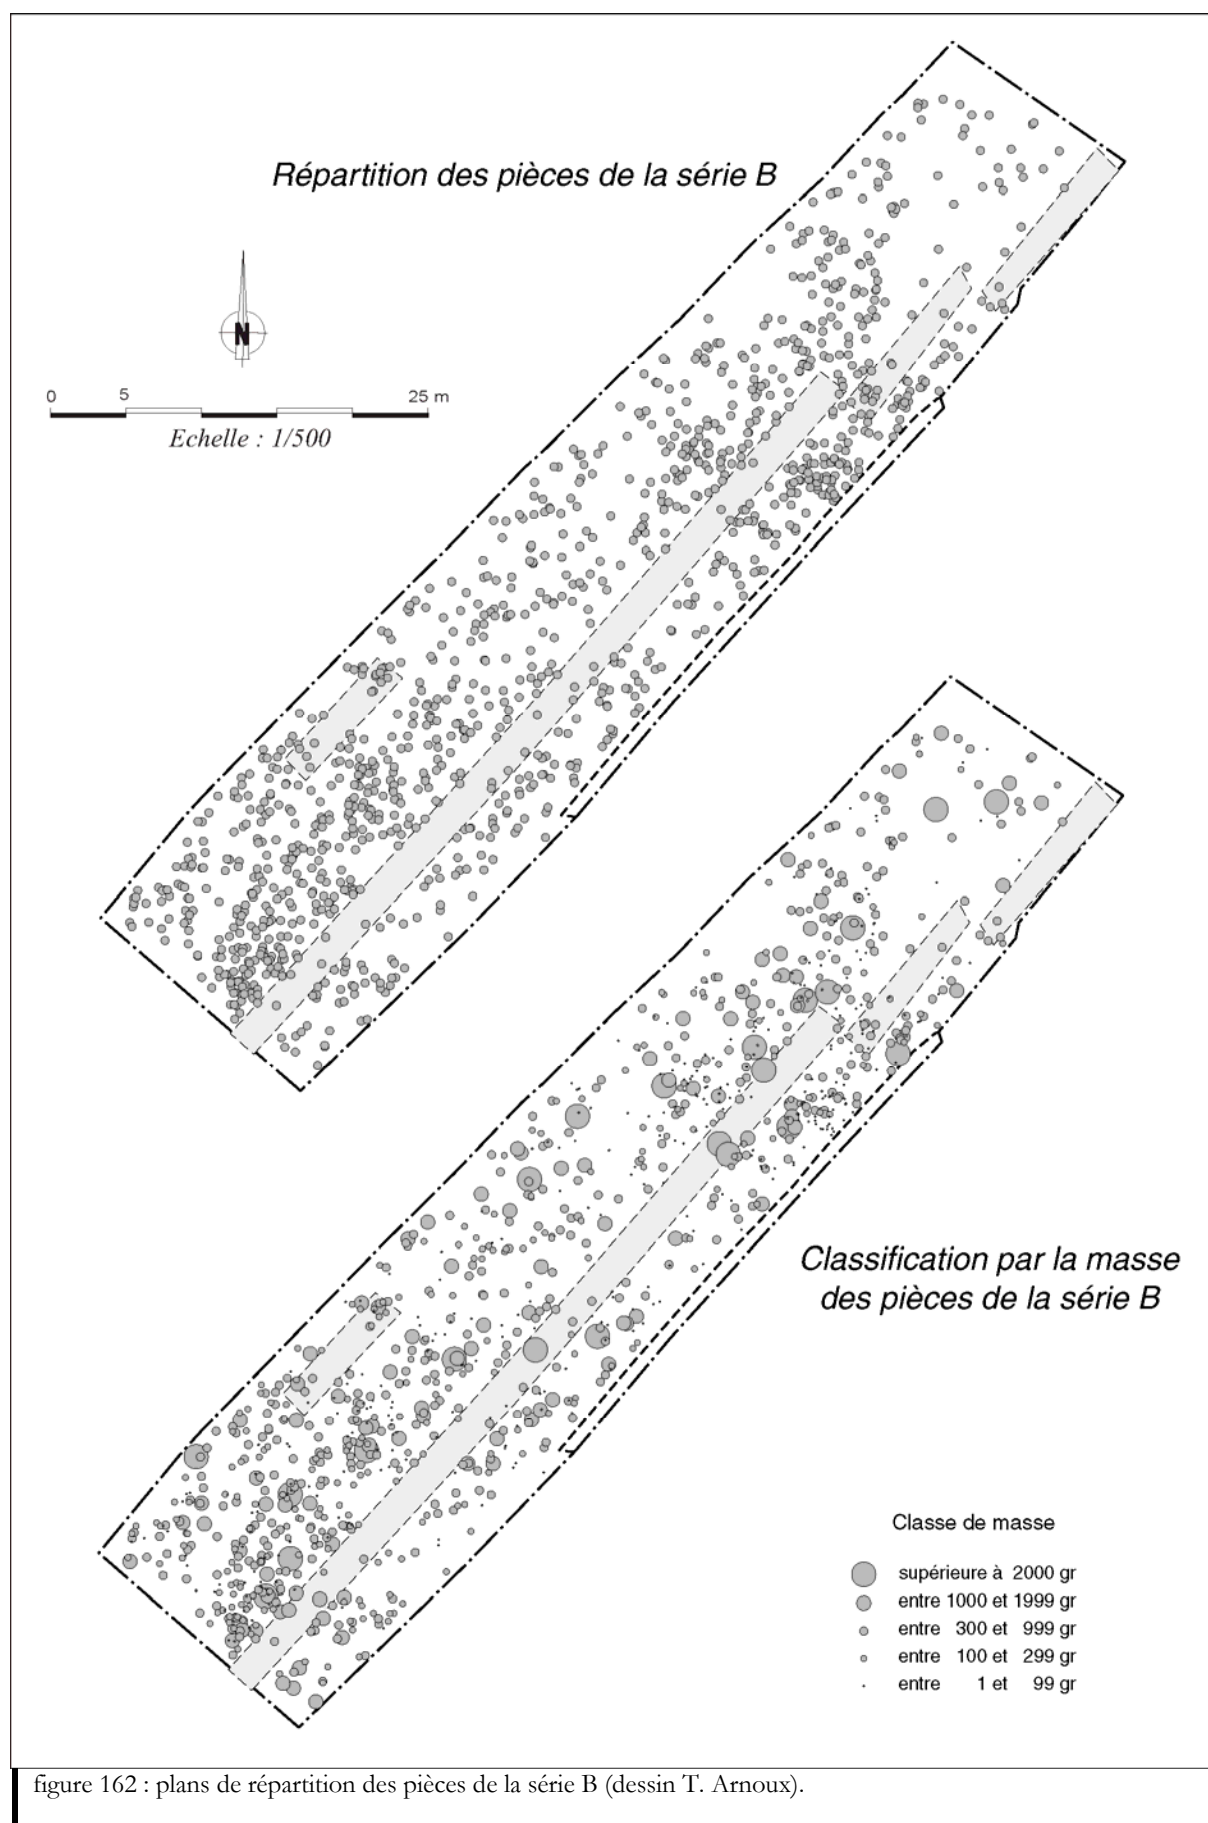 Répartition des pièces de la série B
N
0 5 25 m
Echelle : 1/500
Classification par la masse
des pièces de la série B
Classe de masse
supérieure à 2000 gr
entre 1000 et 1999 gr
entre 300 et 999 gr
entre 100 et 299 gr
entre 1 et 99 gr
figure 162 : plans de répartition des pièces de la série B (dessin T. Arnoux).